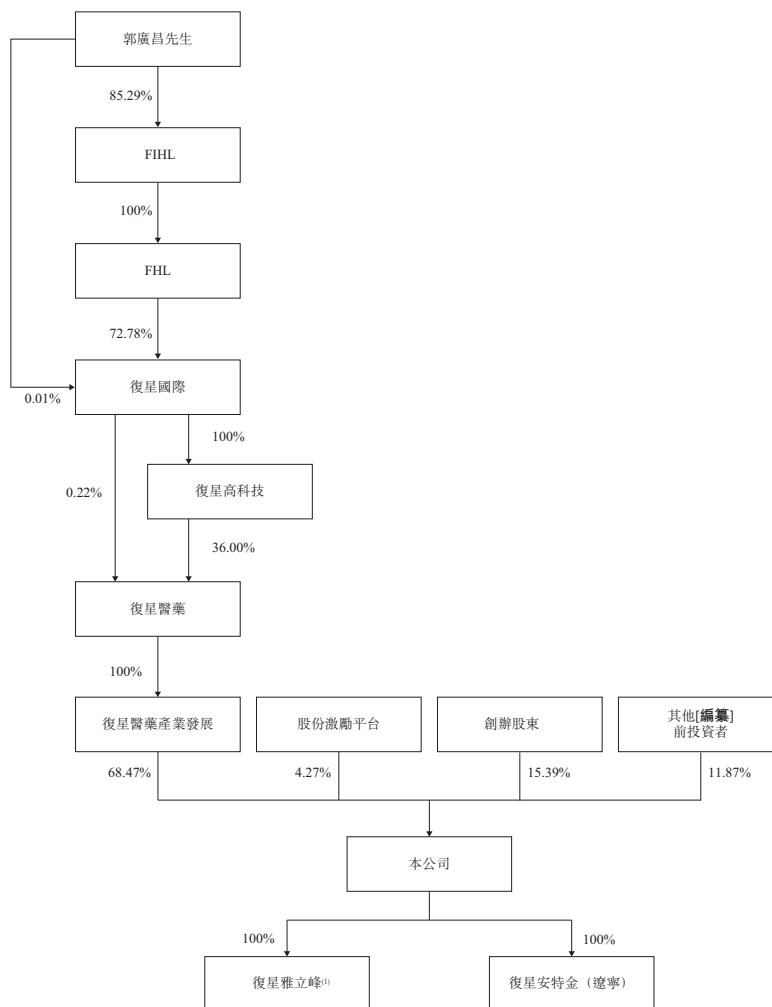 郭廣昌先生
85.29%
FIHL
100%
FHL
72.78%
復星國際
0.01%
100%
復星高科技
0.22%
36.00%
復星醫藥
100%
復星醫藥產業發展
股份激勵平台
創辦股東
其他[編纂]
前投資者
68.47%
4.27%
15.39%
11.87%
本公司
100%
100%
復星雅立峰(1)
復星安特金（遼寧）